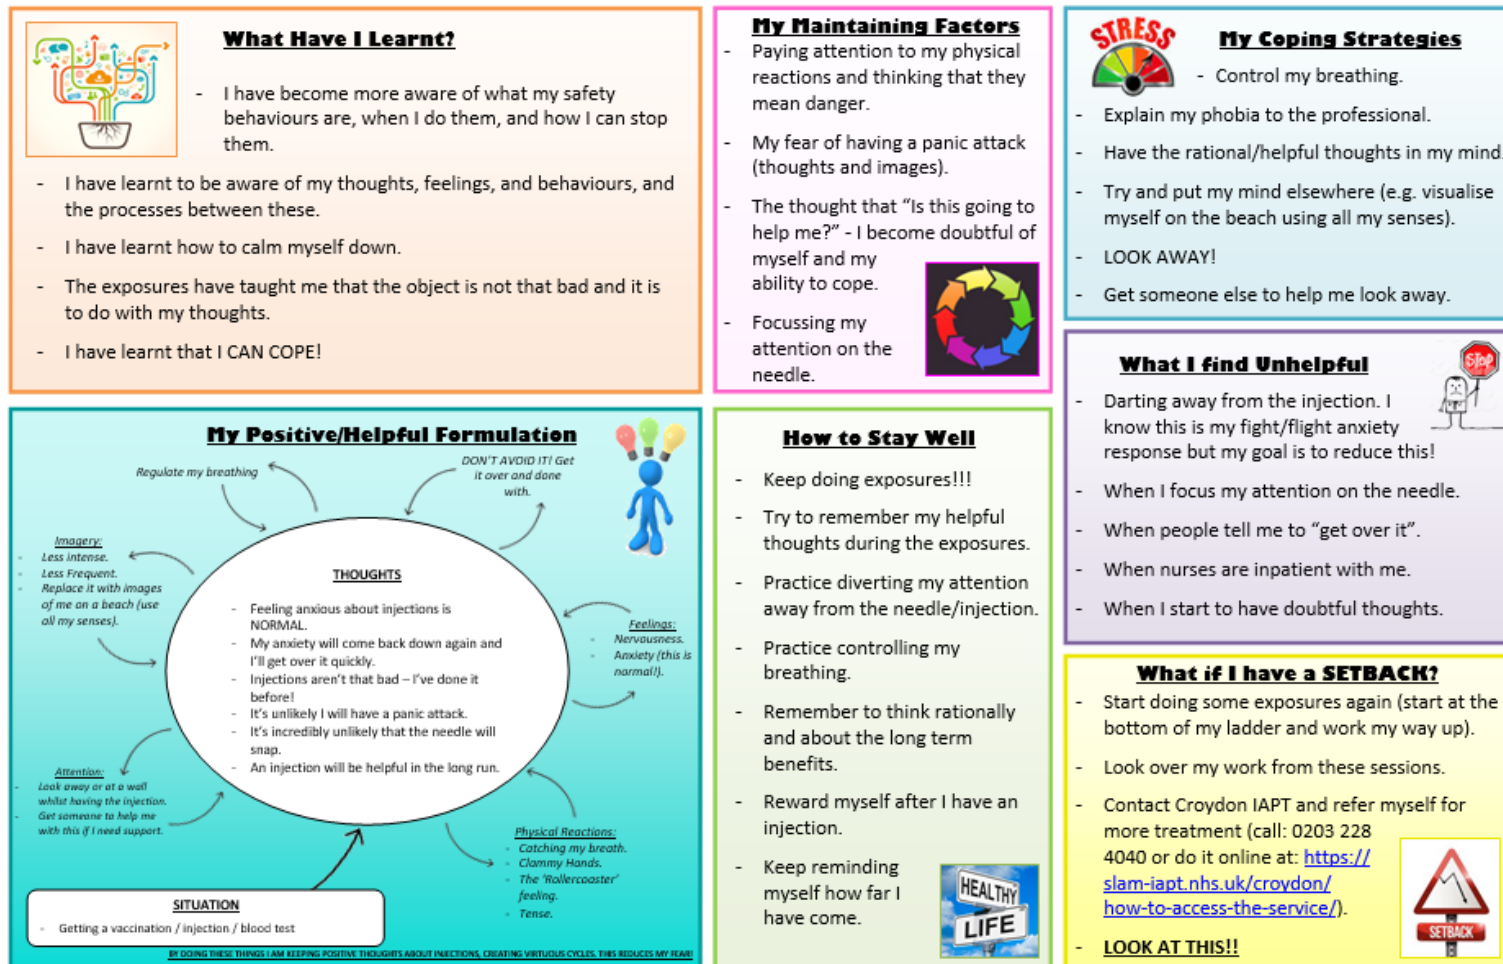 What Have I Learnt?
- I have become more aware of what my safety
behaviours are, when I do them, and how I can stop
them.
- I have learnt to be aware of my thoughts, feelings, and behaviours, and
the processes between these.
- I have learnt how to calm myself down.
- The exposures have taught me that the object is not that bad and it is
to do with my thoughts.
- I have learnt that I CAN COPE!
My Maintaining Factors
- Paying attention to my physical
reactions and thinking that they
mean danger.
- My fear of having a panic attack
(thoughts and images).
- The thought that “Is this going to
help me?” - I become doubtful of
myself and my
ability to cope.
- Focussing my
attention on the
needle.
STRESS
My Coping Strategies
- Control my breathing.
- Explain my phobia to the professional.
- Have the rational/helpful thoughts in my mind.
- Try and put my mind elsewhere (e.g. visualise
myself on the beach using all my senses).
- LOOK AWAY!
- Get someone else to help me look away.
What I find Unhelpful
STOP
- Darting away from the injection. I
know this is my fight/flight anxiety
response but my goal is to reduce this!
- When I focus my attention on the needle.
- When people tell me to “get over it”.
- When nurses are inpatient with me.
- When I start to have doubtful thoughts.
My Positive/Helpful Formulation
Regulate my breathing
DON'T AVOID IT! Get
it over and done
with.
Imagery:
- Less intense.
- Less Frequent.
- Replace it with images
of me on a beach (use
all my senses).
THOUGHTS
- Feeling anxious about injections is
NORMAL.
- My anxiety will come back down again and
I'll get over it quickly.
- Injections aren't that bad – I've done it
before!
- It's unlikely I will have a panic attack.
- It's incredibly unlikely that the needle will
snap.
- An injection will be helpful in the long run.
Feelings:
- Nervousness.
- Anxiety (this is
normal!).
Attention:
- Look away or at a wall
whilst having the injection.
- Get someone to help me
with this if I need support.
Physical Reactions:
- Catching my breath.
- Clammy Hands.
- The 'Rollercoaster'
feeling.
- Tense.
SITUATION
- Getting a vaccination / injection / blood test
BY DOING THESE THINGS I AM KEEPING POSITIVE THOUGHTS ABOUT INJECTIONS, CREATING VIRTUOUS CYCLES. THIS REDUCES MY FEAR!
How to Stay Well
- Keep doing exposures!!!
- Try to remember my helpful
thoughts during the exposures.
- Practice diverting my attention
away from the needle/injection.
- Practice controlling my
breathing.
- Remember to think rationally
and about the long term
benefits.
- Reward myself after I have an
injection.
- Keep reminding
myself how far I
have come.
HEALTHY
LIFE
What if I have a SETBACK?
- Start doing some exposures again (start at the
bottom of my ladder and work my way up).
- Look over my work from these sessions.
- Contact Croydon IAPT and refer myself for
more treatment (call: 0203 228
4040 or do it online at: https://
slam-iapt.nhs.uk/croydon/
how-to-access-the-service/).
- LOOK AT THIS!!
SETBACK